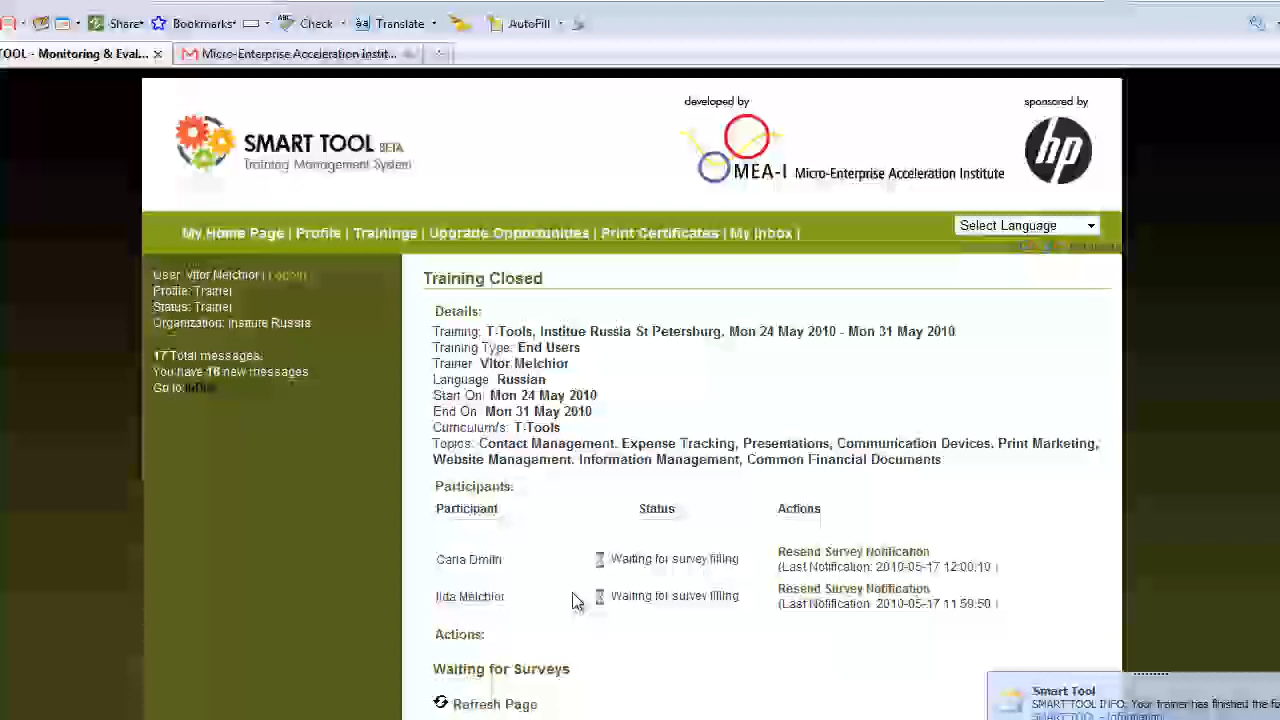 Share Bookmarks Check Translate AutoFill
TOOL - Monitoring & Eval... Micro-Enterprise Acceleration Instit...
developed by
sponsored by
SMART TOOL BETA
Training Management System
MEA-I Micro-Enterprise Acceleration Institute
hp
My Home Page | Profile | Trainings | Upgrade Opportunities | Print Certificates | My Inbox |
Select Language
User: Vitor Melchior |
Profile: Trainer
Status: Trainer
Organization: Institure Russia
17 Total messages.
You have 16 new messages
Go to
Training Closed
Details:
Training: T-Tools, Institue Russia St Petersburg, Mon 24 May 2010 - Mon 31 May 2010
Training Type: End Users
Trainer Vitor Melchior
Language Russian
Start On: Mon 24 May 2010
End On Mon 31 May 2010
Curriculum/s: T-Tools
Topics: Contact Management, Expense Tracking, Presentations, Communication Devices, Print Marketing,
Website Management, Information Management, Common Financial Documents
Participants:
Participant Status Actions
Carla Dmitri Waiting for survey filling Resend Survey Notification
(Last Notification: 2010-05-17 12:00:10 )
Ilda Melchior Waiting for survey filling Resend Survey Notification
(Last Notification 2010-05-17 11:59:50 )
Actions:
Waiting for Surveys
Refresh Page
Smart Tool
SMART TOOL INFO: Your trainer has finished the